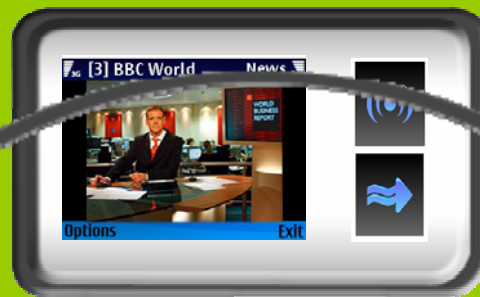 3G [3] BBC World News
WORLD
BUSINESS
REPORT
Options Exit